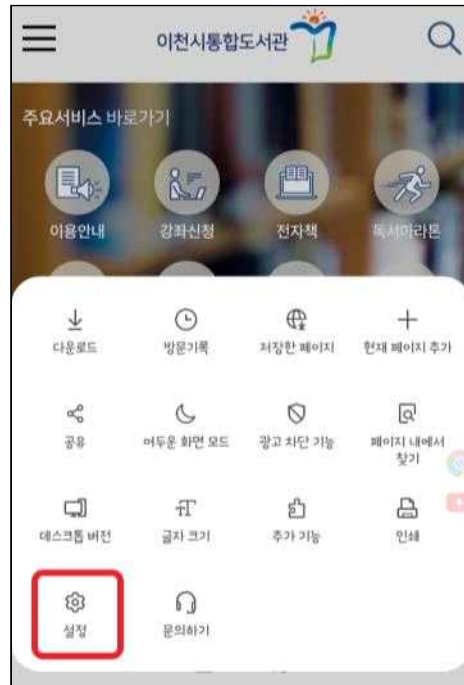 이천시통합도서관
주요서비스 바로가기
이용안내 강좌신청 전자책 독서마라톤
다운로드 방문기록 저장한 페이지 현재 페이지 추가
공유 어두운 화면 모드 광고 차단 기능 페이지 내에서
찾기
데스크톱 버전 글자 크기 추가 기능 인쇄
설정 문의하기